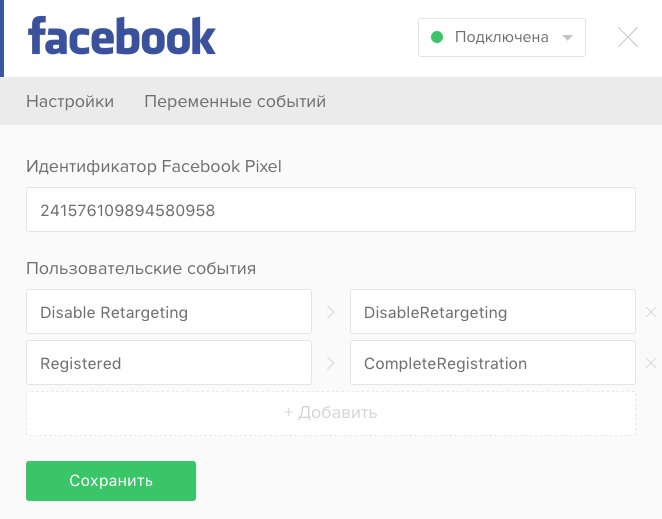 facebook
Подключена
Настройки Переменные событий
Идентификатор Facebook Pixel
241576109894580958
Пользовательские события
Disable Retargeting DisableRetargeting
Registered CompleteRegistration
+ Добавить
Сохранить